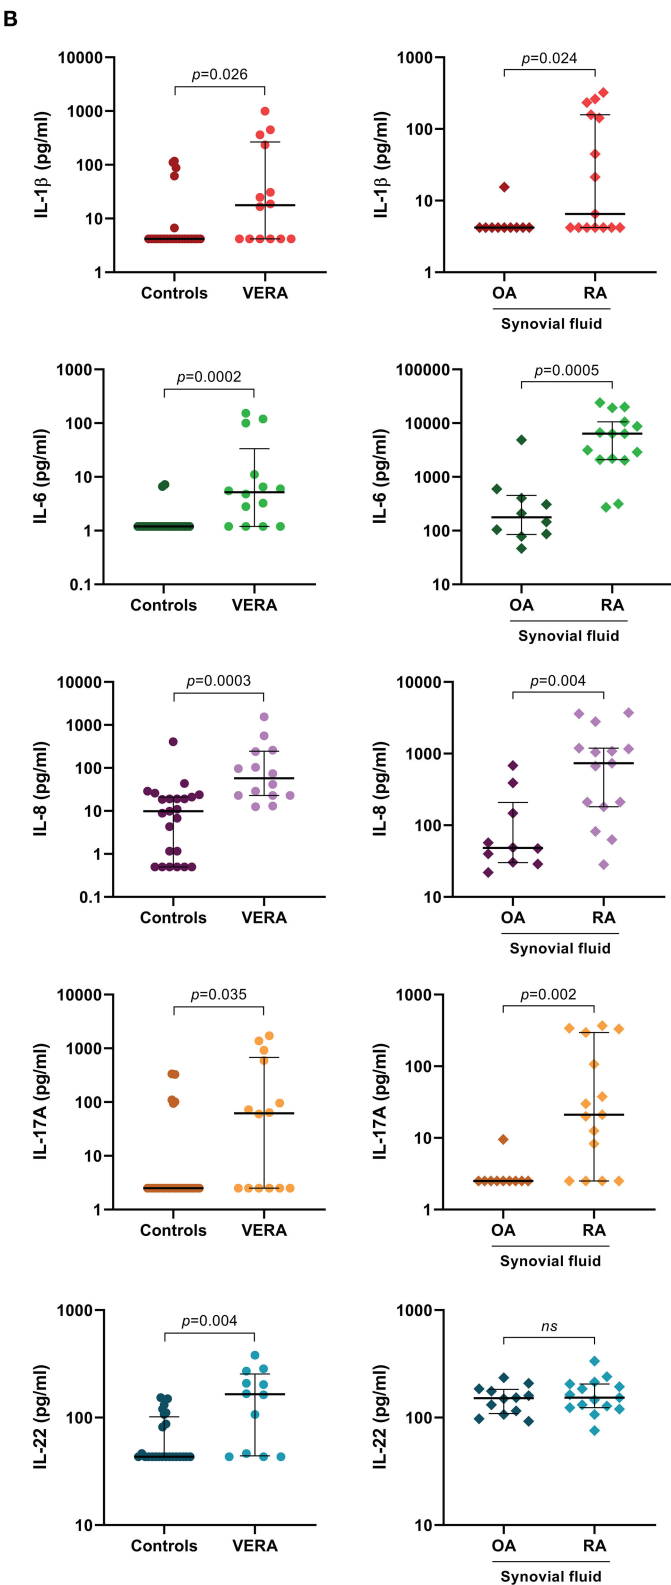 B
10000
1000
100
10
1
IL-1β (pg/ml)
p=0.026
Controls
VERA
1000
100
10
1
IL-1β (pg/ml)
p=0.024
OA
RA
Synovial fluid
1000
100
10
1
0.1
IL-6 (pg/ml)
p=0.0002
Controls
VERA
100000
10000
1000
100
10
IL-6 (pg/ml)
p=0.0005
OA
RA
Synovial fluid
10000
1000
100
10
1
0.1
IL-8 (pg/ml)
p=0.0003
Controls
VERA
10000
1000
100
10
IL-8 (pg/ml)
p=0.004
OA
RA
Synovial fluid
10000
1000
100
10
1
IL-17A (pg/ml)
p=0.035
Controls
VERA
1000
100
10
1
IL-17A (pg/ml)
p=0.002
OA
RA
Synovial fluid
1000
100
10
IL-22 (pg/ml)
p=0.004
Controls
VERA
1000
100
10
IL-22 (pg/ml)
ns
OA
RA
Synovial fluid